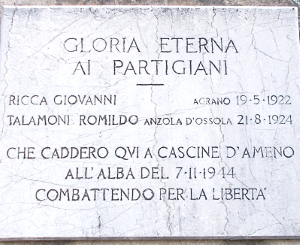 GLORIA ETERNA
AI PARTIGIANI
RICCA GIOVANNI AGRANO 19·5·1922
TALAMONI ROMILDO ANZOLA D'OSSOLA 21·8·1924
CHE CADDERO QVI A CASCINE D'AMENO
ALL'ALBA DEL 7·11·1944
COMBATTENDO PER LA LIBERTA'